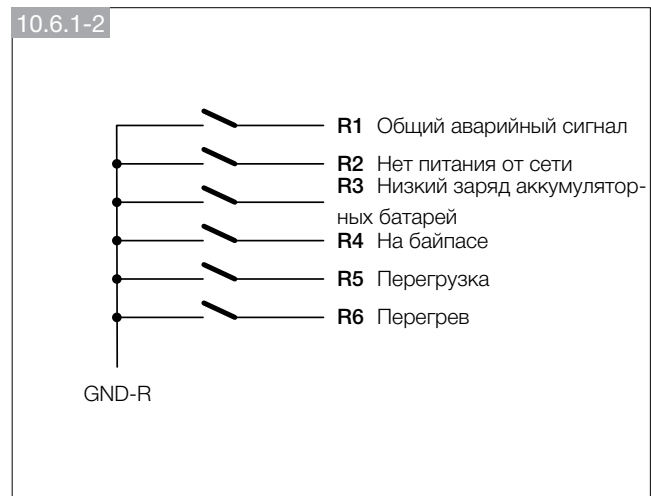 10.6.1-2
R1 Общий аварийный сигнал
R2 Нет питания от сети
R3 Низкий заряд аккумулятор-
ных батарей
R4 На байпасе
R5 Перегрузка
R6 Перегрев
GND-R